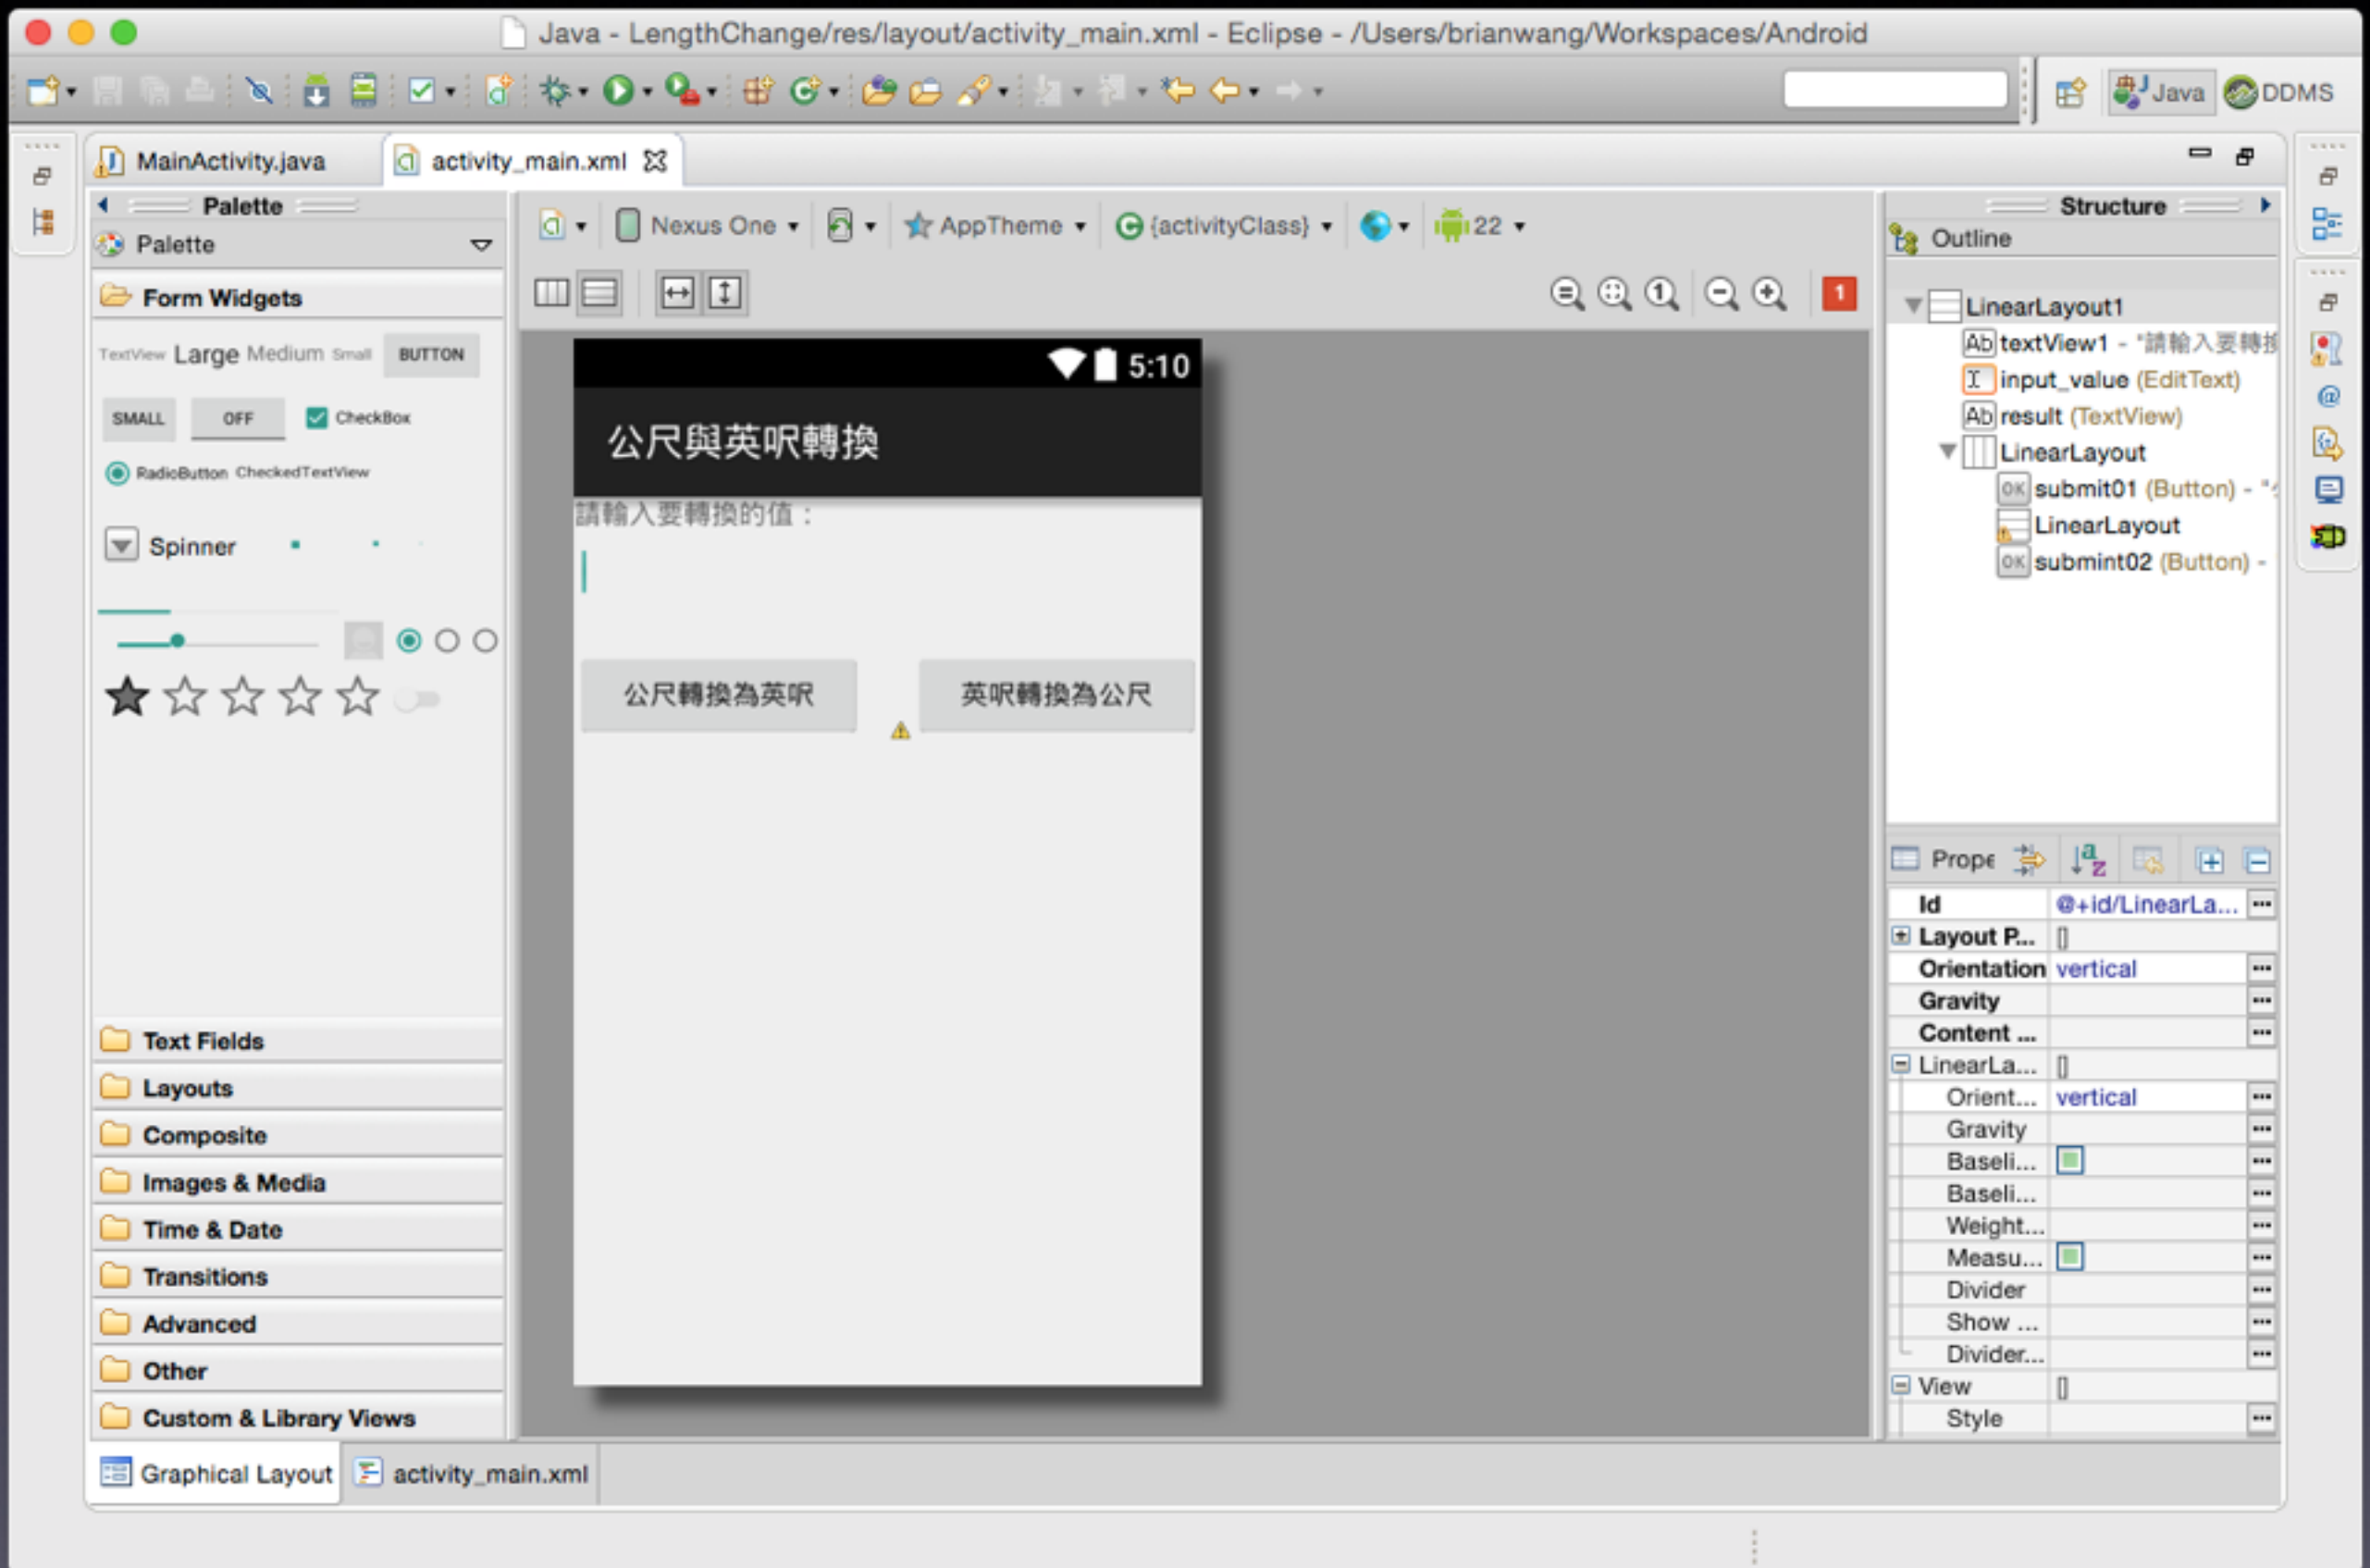 Java - LengthChange/res/layout/activity_main.xml - Eclipse - /Users/brianwang/Workspaces/Android
Java
DDMS
MainActivity.java
activity_main.xml
Palette
Palette
Form Widgets
TextView Large Medium Small BUTTON
SMALL OFF CheckBox
RadioButton CheckedTextView
Spinner
Text Fields
Layouts
Composite
Images & Media
Time & Date
Transitions
Advanced
Other
Custom & Library Views
Graphical Layout
activity_main.xml
Nexus One
AppTheme
{activityClass}
22
1
5:10
公尺與英呎轉換
請輸入要轉換的值：
公尺轉換為英呎
英呎轉換為公尺
Structure
Outline
LinearLayout1
Ab textView1 - "請輸入要轉換
input_value (EditText)
Ab result (TextView)
LinearLayout
OK submit01 (Button) - "
LinearLayout
OK submint02 (Button) -
Prope
Id @+id/LinearLa... ...
Layout P... []
Orientation vertical ...
Gravity ...
Content ... ...
LinearLa... []
Orient... vertical ...
Gravity ...
Baseli... ...
Baseli... ...
Weight... ...
Measu... ...
Divider ...
Show ... ...
Divider... ...
View []
Style ...